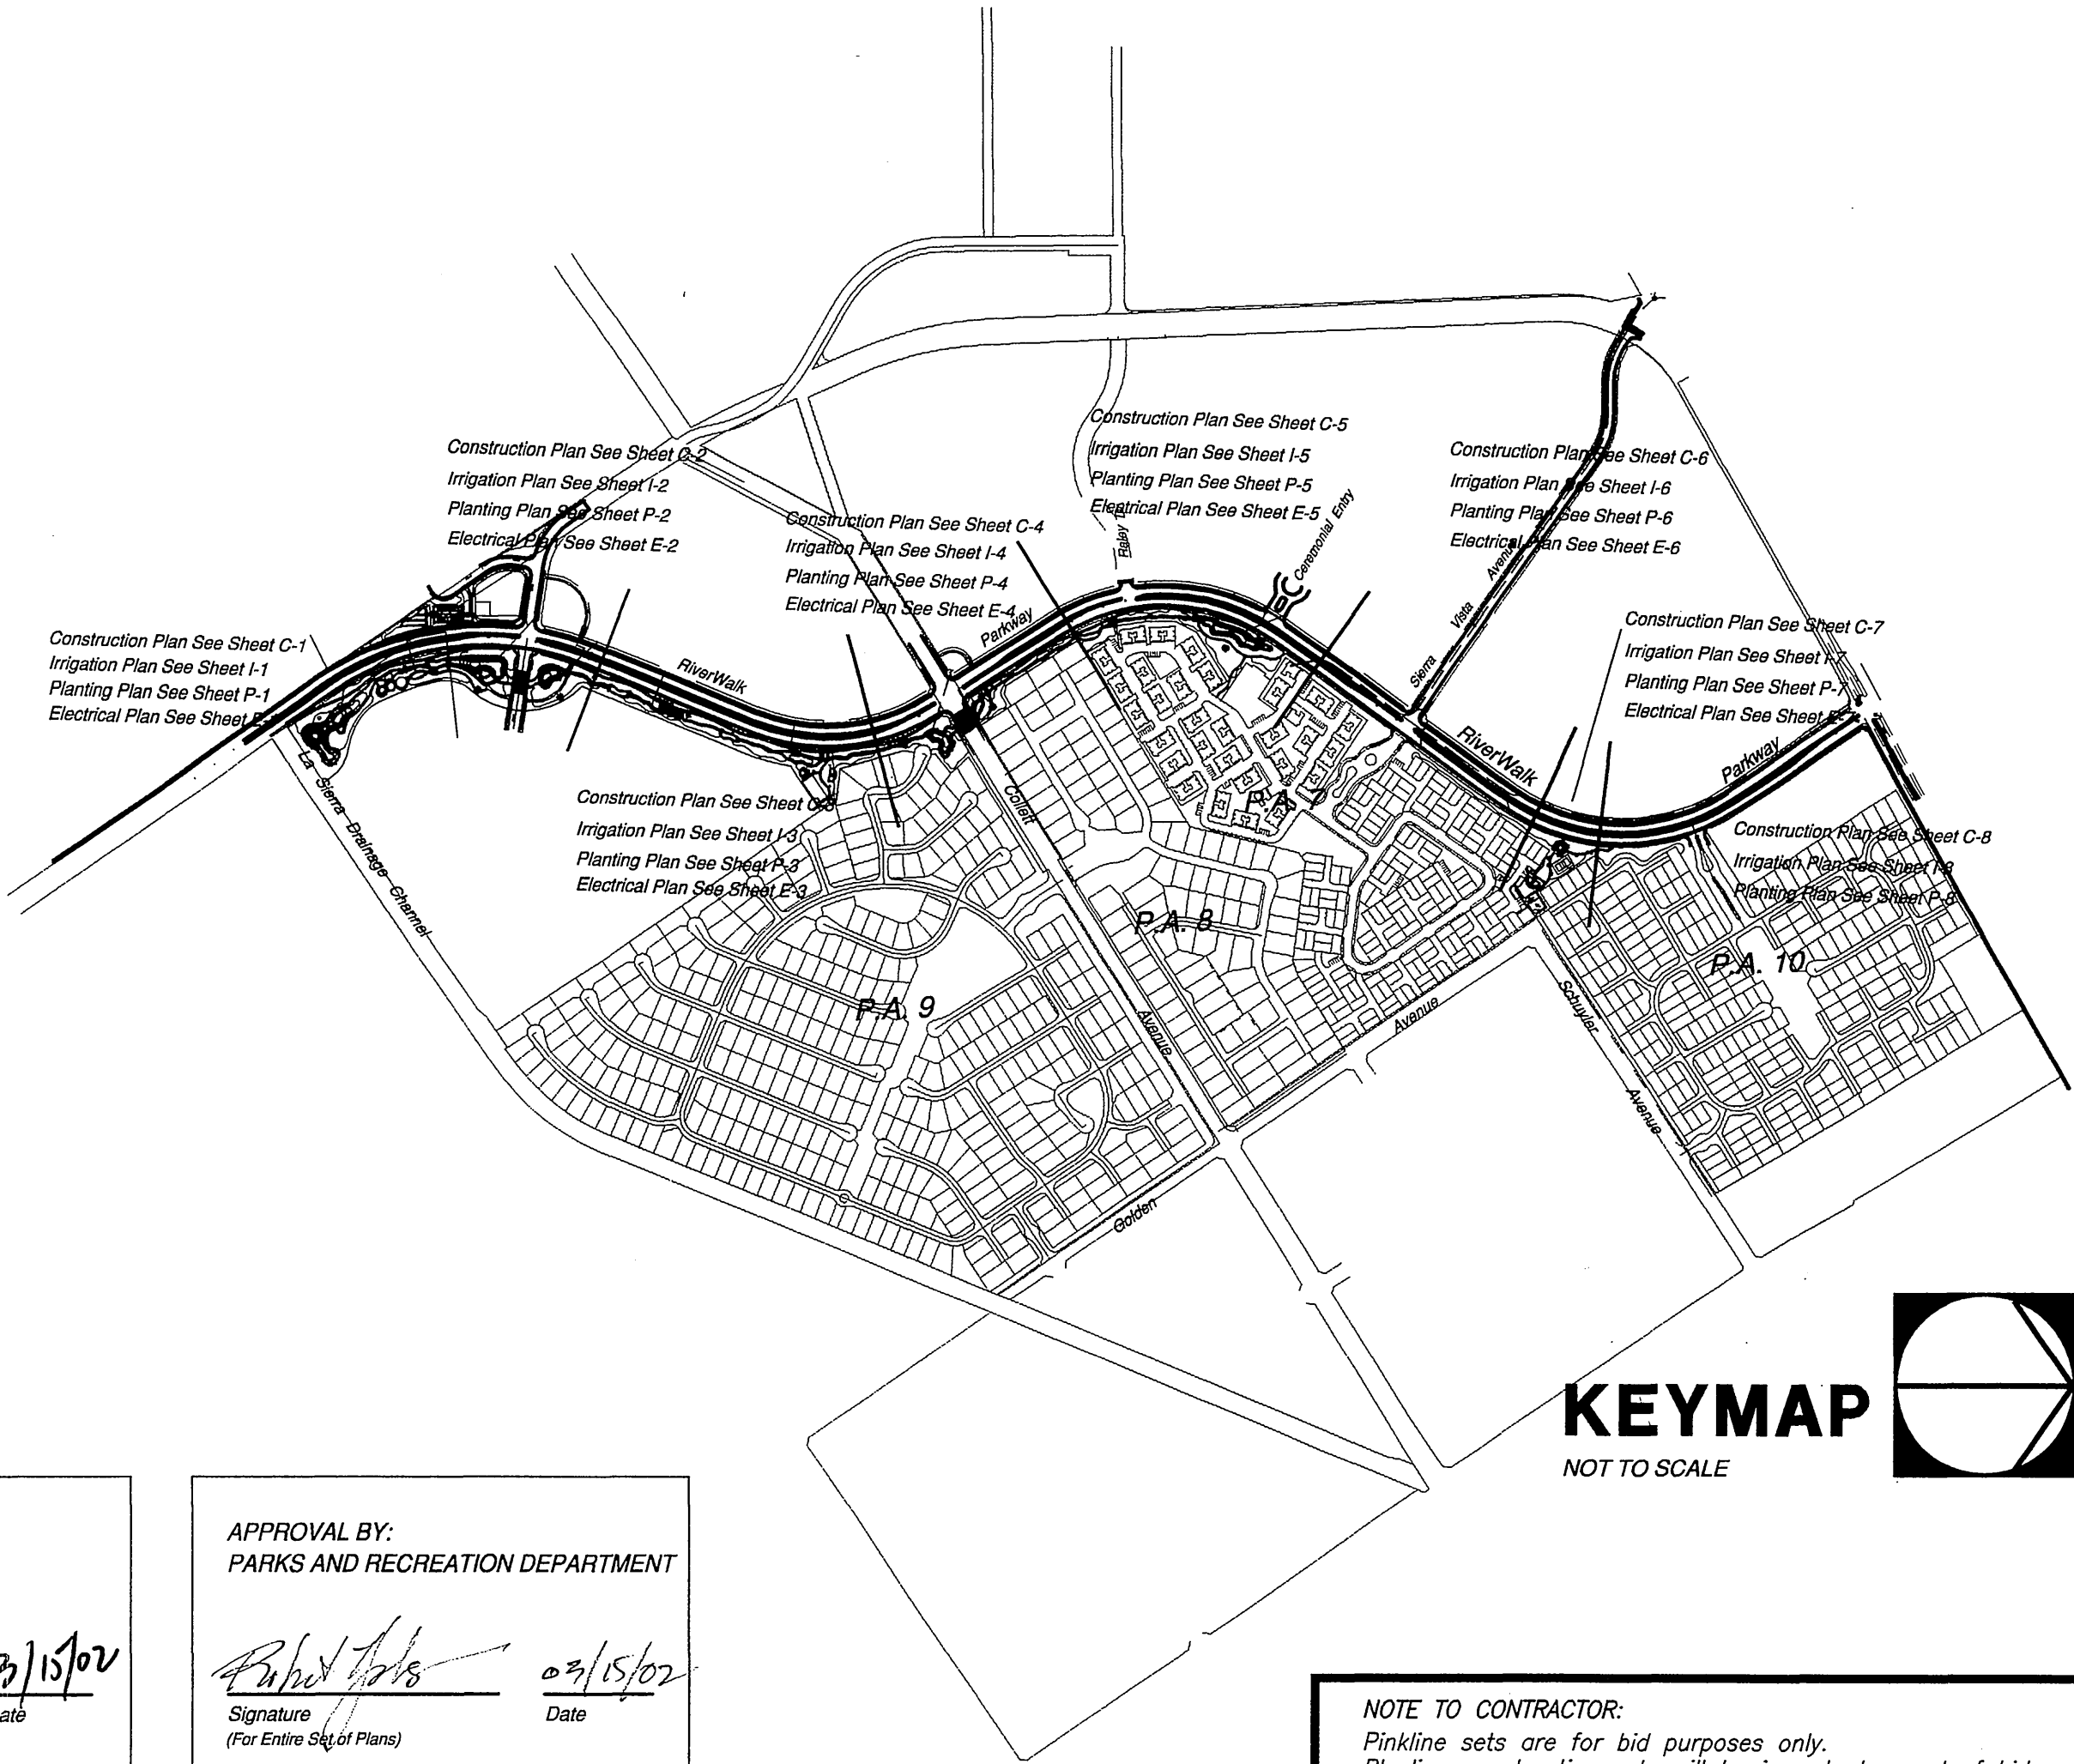 Construction Plan See Sheet C-5
Irrigation Plan See Sheet I-5
Planting Plan See Sheet P-5
Electrical Plan See Sheet E-5
Construction Plan See Sheet C-2
Irrigation Plan See Sheet I-2
Planting Plan See Sheet P-2
Electrical Plan See Sheet E-2
Construction Plan See Sheet C-6
Irrigation Plan See Sheet I-6
Planting Plan See Sheet P-6
Electrical Plan See Sheet E-6
Construction Plan See Sheet C-4
Irrigation Plan See Sheet I-4
Planting Plan See Sheet P-4
Electrical Plan See Sheet E-4
Ceremonial Entry
Sierra Vista Avenue
Construction Plan See Sheet C-1
Irrigation Plan See Sheet I-1
Planting Plan See Sheet P-1
Electrical Plan See Sheet
Construction Plan See Sheet C-7
Irrigation Plan See Sheet I-7
Planting Plan See Sheet P-7
Electrical Plan See Sheet
RiverWalk
Parkway
RiverWalk
Parkway
La Sierra Drainage Channel
Construction Plan See Sheet C-3
Irrigation Plan See Sheet I-3
Planting Plan See Sheet P-3
Electrical Plan See Sheet E-3
Collett
Avenue
P.A.
Construction Plan See Sheet C-8
Irrigation Plan See Sheet I-8
Planting Plan See Sheet P-8
P.A. 8
P.A. 10
P.A. 9
Avenue
Schuyler
Avenue
Golden
KEYMAP
NOT TO SCALE
APPROVAL BY:
PARKS AND RECREATION DEPARTMENT
3/15/02
03/15/02
ate
Signature
Date
(For Entire Set of Plans)
NOTE TO CONTRACTOR:
Pinkline sets are for bid purposes only.